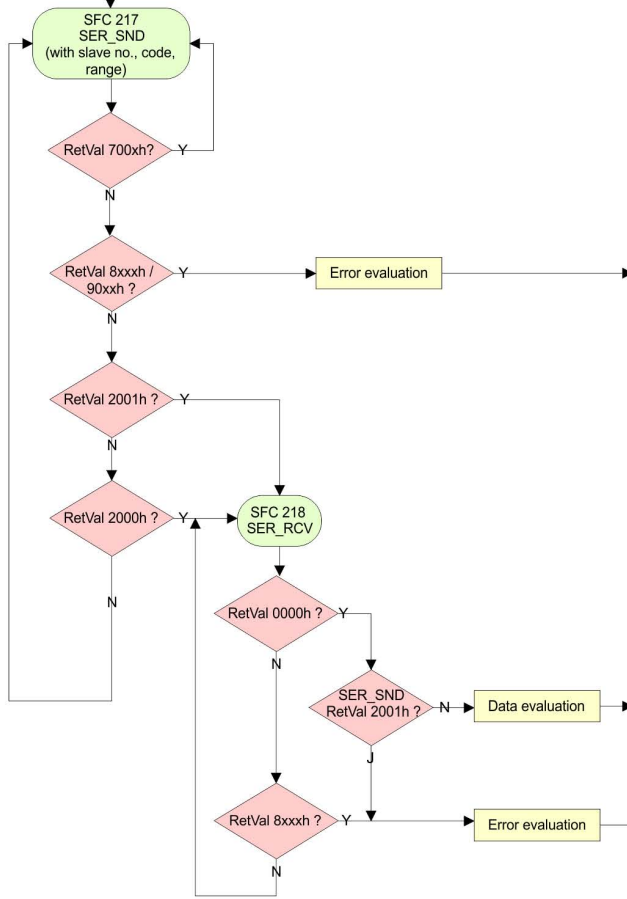 SFC 217
SER_SND
(with slave no., code,
range)
RetVal 700xh?
Y
N
RetVal 8xxxh /
90xxh ?
Y
Error evaluation
N
RetVal 2001h ?
Y
N
RetVal 2000h ?
Y
SFC 218
SER_RCV
N
RetVal 0000h ?
Y
N
SER_SND
RetVal 2001h ?
N
Data evaluation
J
RetVal 8xxxh ?
Y
Error evaluation
N